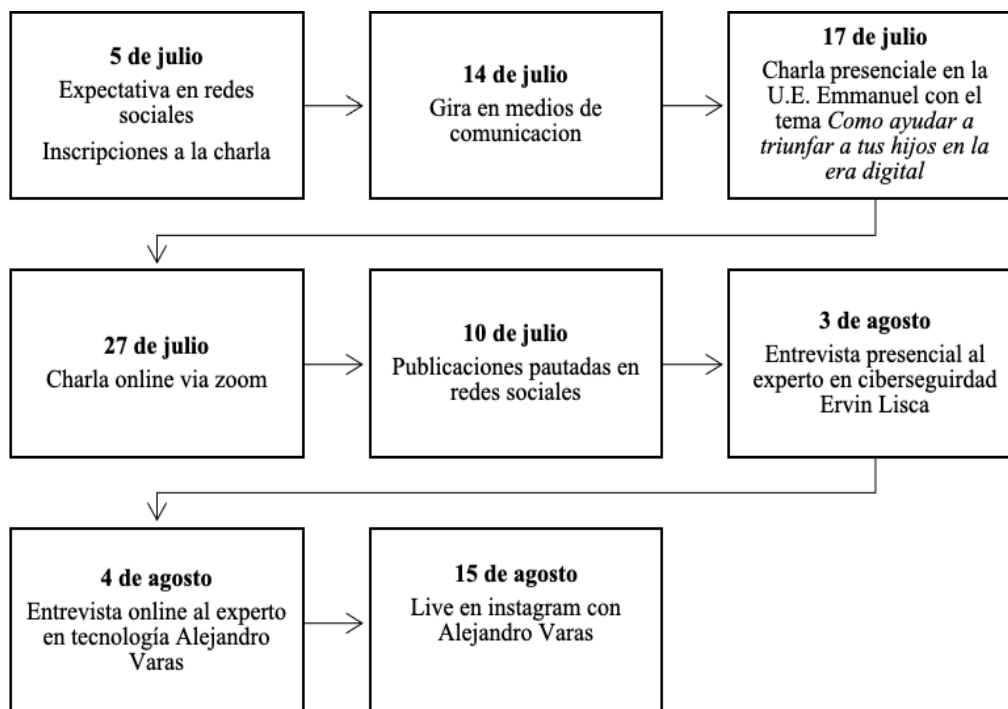 5 de julio
Expectativa en redes
sociales
Inscripciones a la charla
14 de julio
Gira en medios de
comunicacion
17 de julio
Charla presenciale en la
U.E. Emmanuel con el
tema Como ayudar a
triunfar a tus hijos en la
era digital
27 de julio
Charla online via zoom
10 de julio
Publicaciones pautadas en
redes sociales
3 de agosto
Entrevista presencial al
experto en ciberseguirdad
Ervin Lisca
4 de agosto
Entrevista online al experto
en tecnología Alejandro
Varas
15 de agosto
Live en instagram con
Alejandro Varas